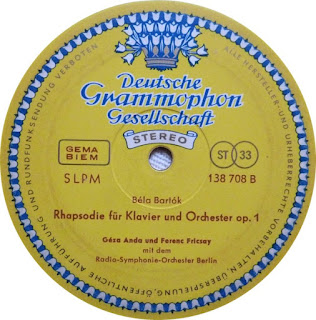 Deutsche
Grammophon
Gesellschaft
STEREO
GEMA
BIEM
ST 33
SLPM
138 708 B
Béla Bartók
Rhapsodie für Klavier und Orchester op. 1
Géza Anda und Ferenc Fricsay
mit dem
Radio-Symphonie-Orchester Berlin
ALLE HERSTELLER- UND URHEBERRECHTE VORBEHALTEN. ÜBERSPIELUNG, ÖFFENTLICHE AUFFÜHRUNG UND RUNDFUNKSENDUNG VERBOTEN